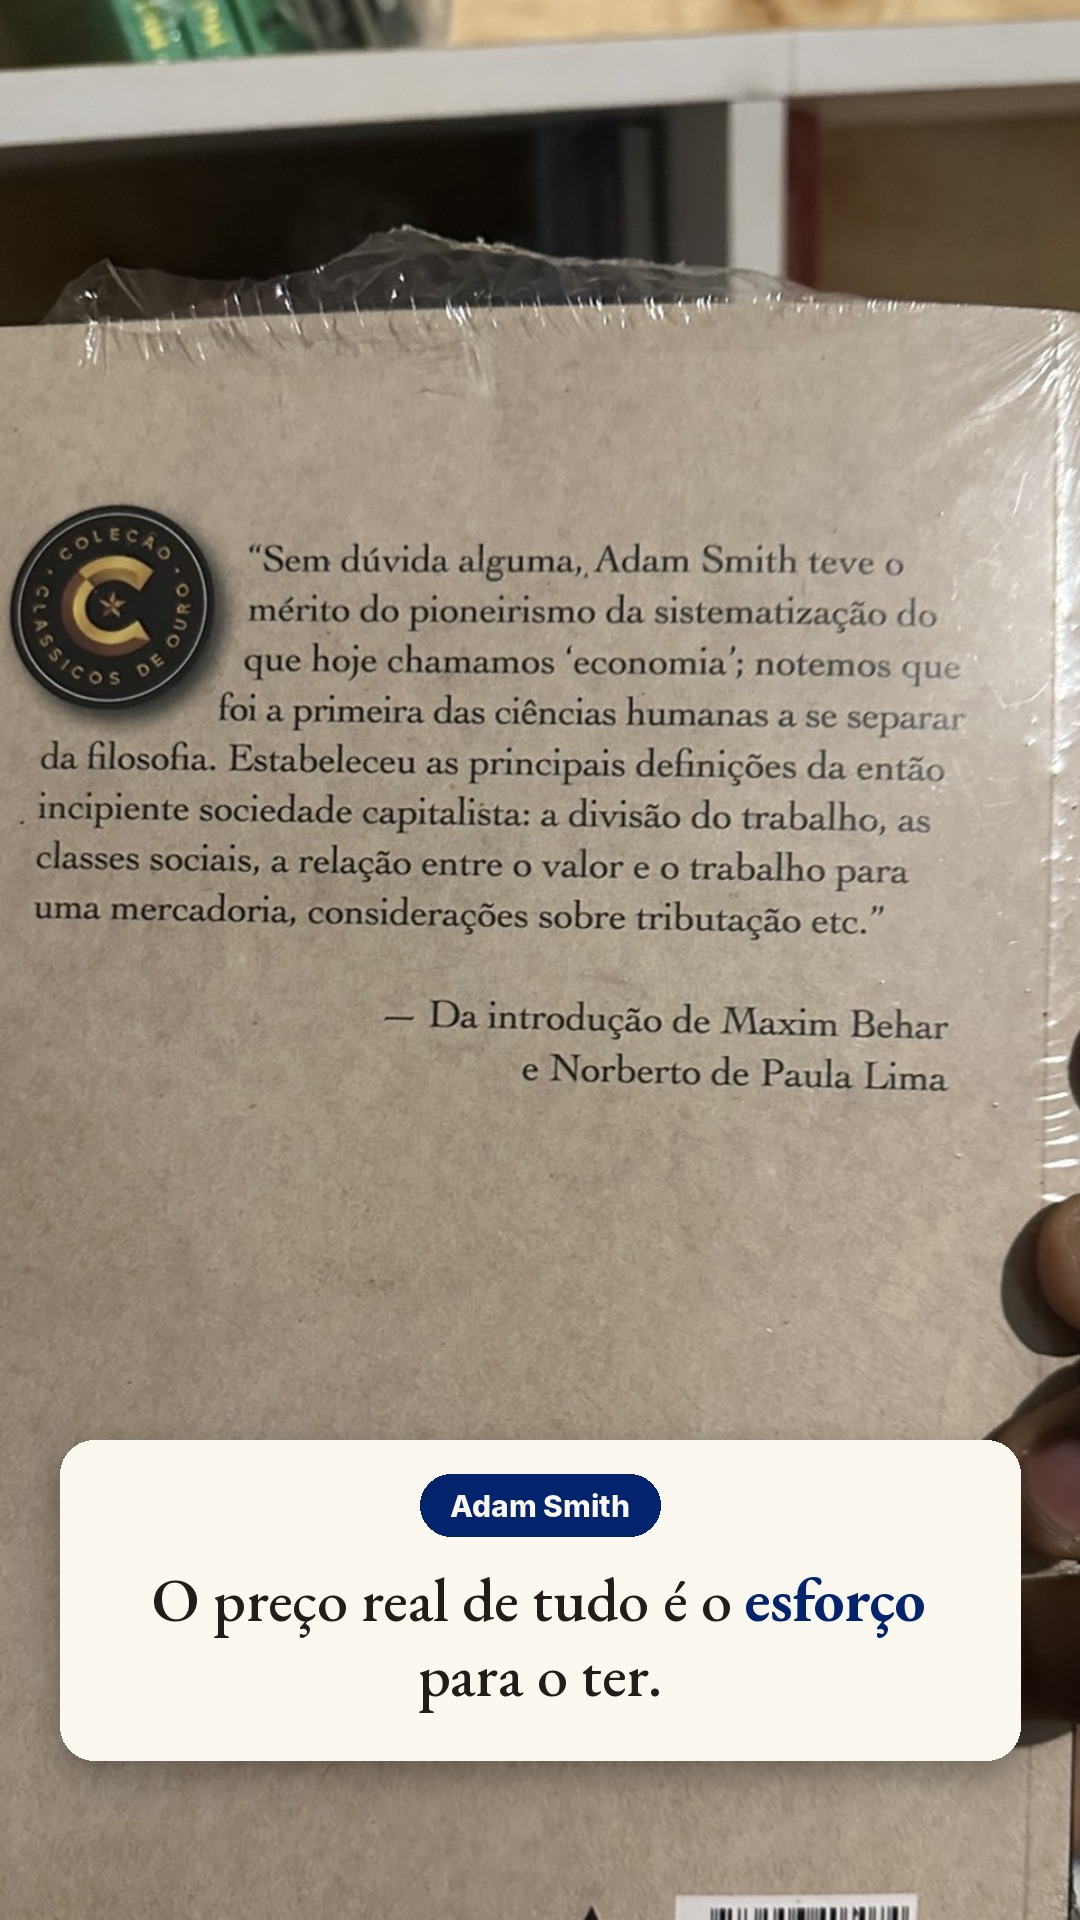 COLEÇÃO CLÁSSICOS DE OURO
“Sem dúvida alguma, Adam Smith teve o
mérito do pioneirismo da sistematização do
que hoje chamamos ‘economia’; notemos que
foi a primeira das ciências humanas a se separar
da filosofia. Estabeleceu as principais definições da então
incipiente sociedade capitalista: a divisão do trabalho, as
classes sociais, a relação entre o valor e o trabalho para
uma mercadoria, considerações sobre tributação etc.”
— Da introdução de Maxim Behar
e Norberto de Paula Lima
Adam Smith
O preço real de tudo é o esforço
para o ter.